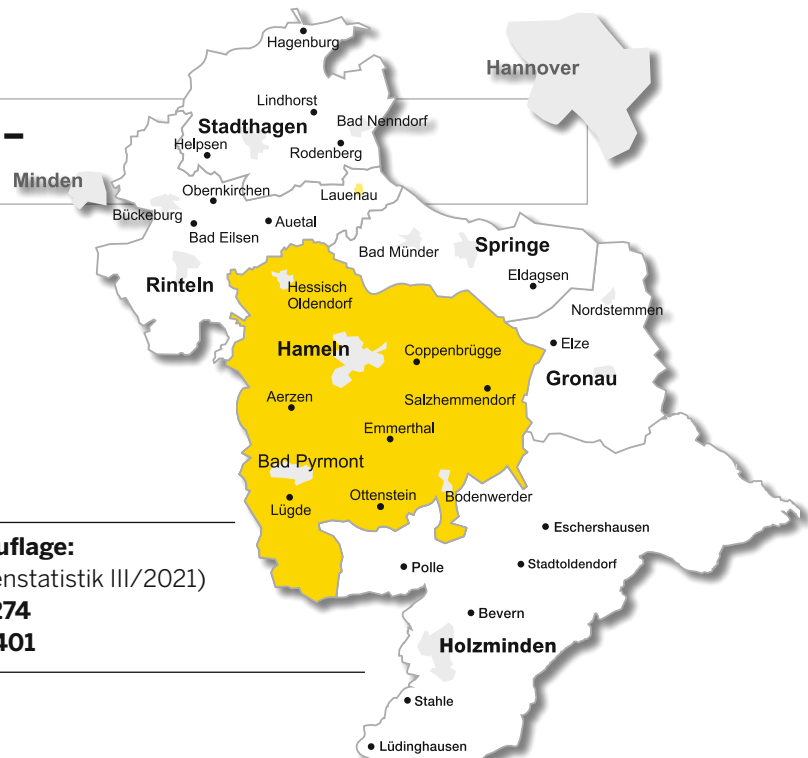 Hagenburg
Hannover
Lindhorst
Bad Nenndorf
Stadthagen
–
Helpsen
Rodenberg
Minden
Obernkirchen
Lauenau
Bückeburg
Auetal
Bad Eilsen
Bad Münder
Springe
Rinteln
Eldagsen
Hessisch
Oldendorf
Nordstemmen
Hameln
Coppenbrügge
Elze
Gronau
Aerzen
Salzhemmendorf
Emmerthal
Bad Pyrmont
Ottenstein
Bodenwerder
Lügde
Eschershausen
uflage:
Polle
Stadtoldendorf
enstatistik III/2021)
274
Bevern
401
Holzminden
Stahle
Lüdinghausen